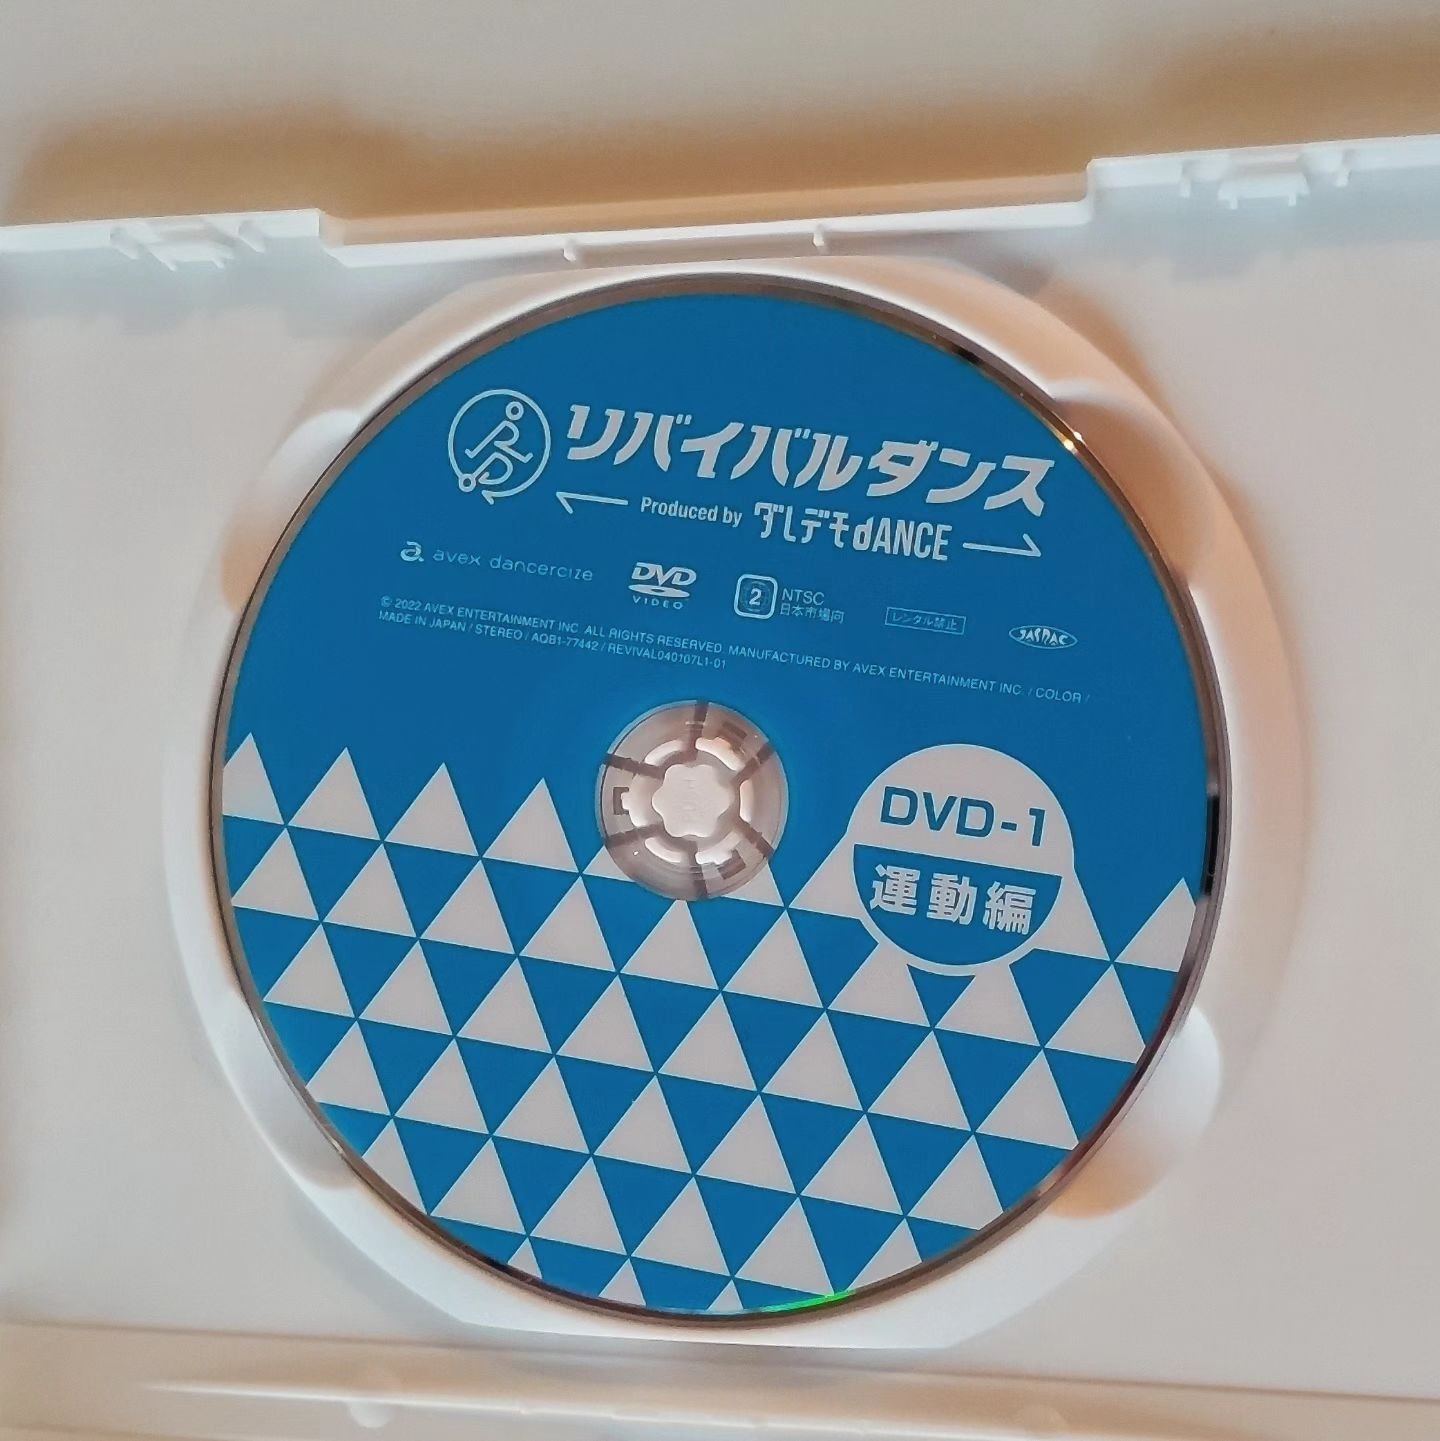 RD
リバイバルダンス
Produced by ダレデモdANCE
a. avex dancercize
DVD VIDEO
2 NTSC 日本市場向
レンタル禁止
JASRAC
© 2022 AVEX ENTERTAINMENT INC. ALL RIGHTS RESERVED. MANUFACTURED BY AVEX ENTERTAINMENT INC. / COLOR /
MADE IN JAPAN / STEREO / AQB1-77442 / REVIVAL040107L1-01
DVD-1
運動編